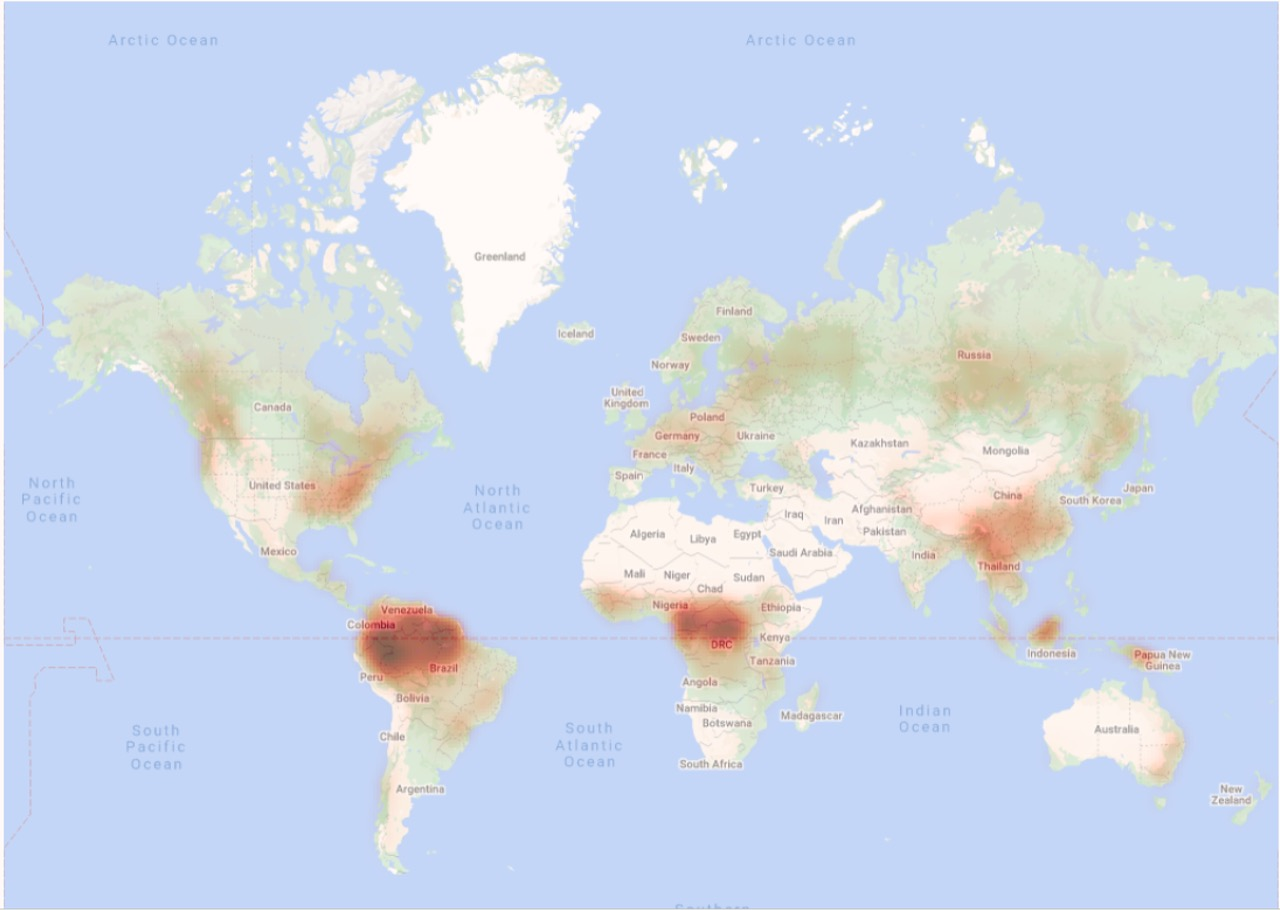 Arctic Ocean
Arctic Ocean
Greenland
Iceland
Finland
Sweden
Norway
Russia
United
Kingdom
Canada
Poland
Germany
Ukraine
France
Kazakhstan
Mongolia
Italy
Spain
United States
Turkey
China
Japan
South Korea
North
Pacific
Ocean
North
Atlantic
Ocean
Iraq
Iran
Afghanistan
Pakistan
Algeria
Libya
Egypt
Saudi Arabia
Mexico
India
Thailand
Mali
Niger
Chad
Sudan
Nigeria
Ethiopia
Venezuela
Colombia
DRC
Kenya
Indonesia
Papua New
Guinea
Brazil
Peru
Tanzania
Angola
Bolivia
Namibia
Botswana
Madagascar
Indian
Ocean
Australia
South
Pacific
Ocean
Chile
South
Atlantic
Ocean
South Africa
Argentina
New
Zealand